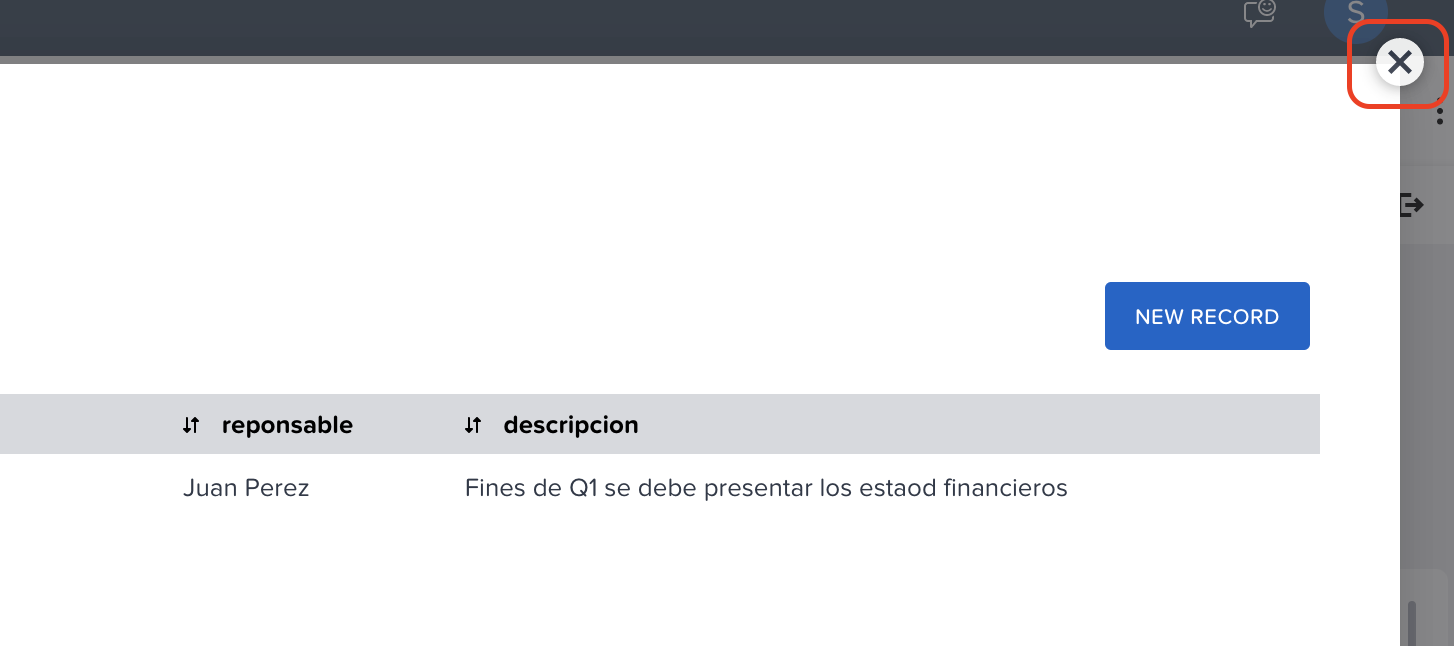 S
NEW RECORD
reponsable descripcion
Juan Perez Fines de Q1 se debe presentar los estaod financieros